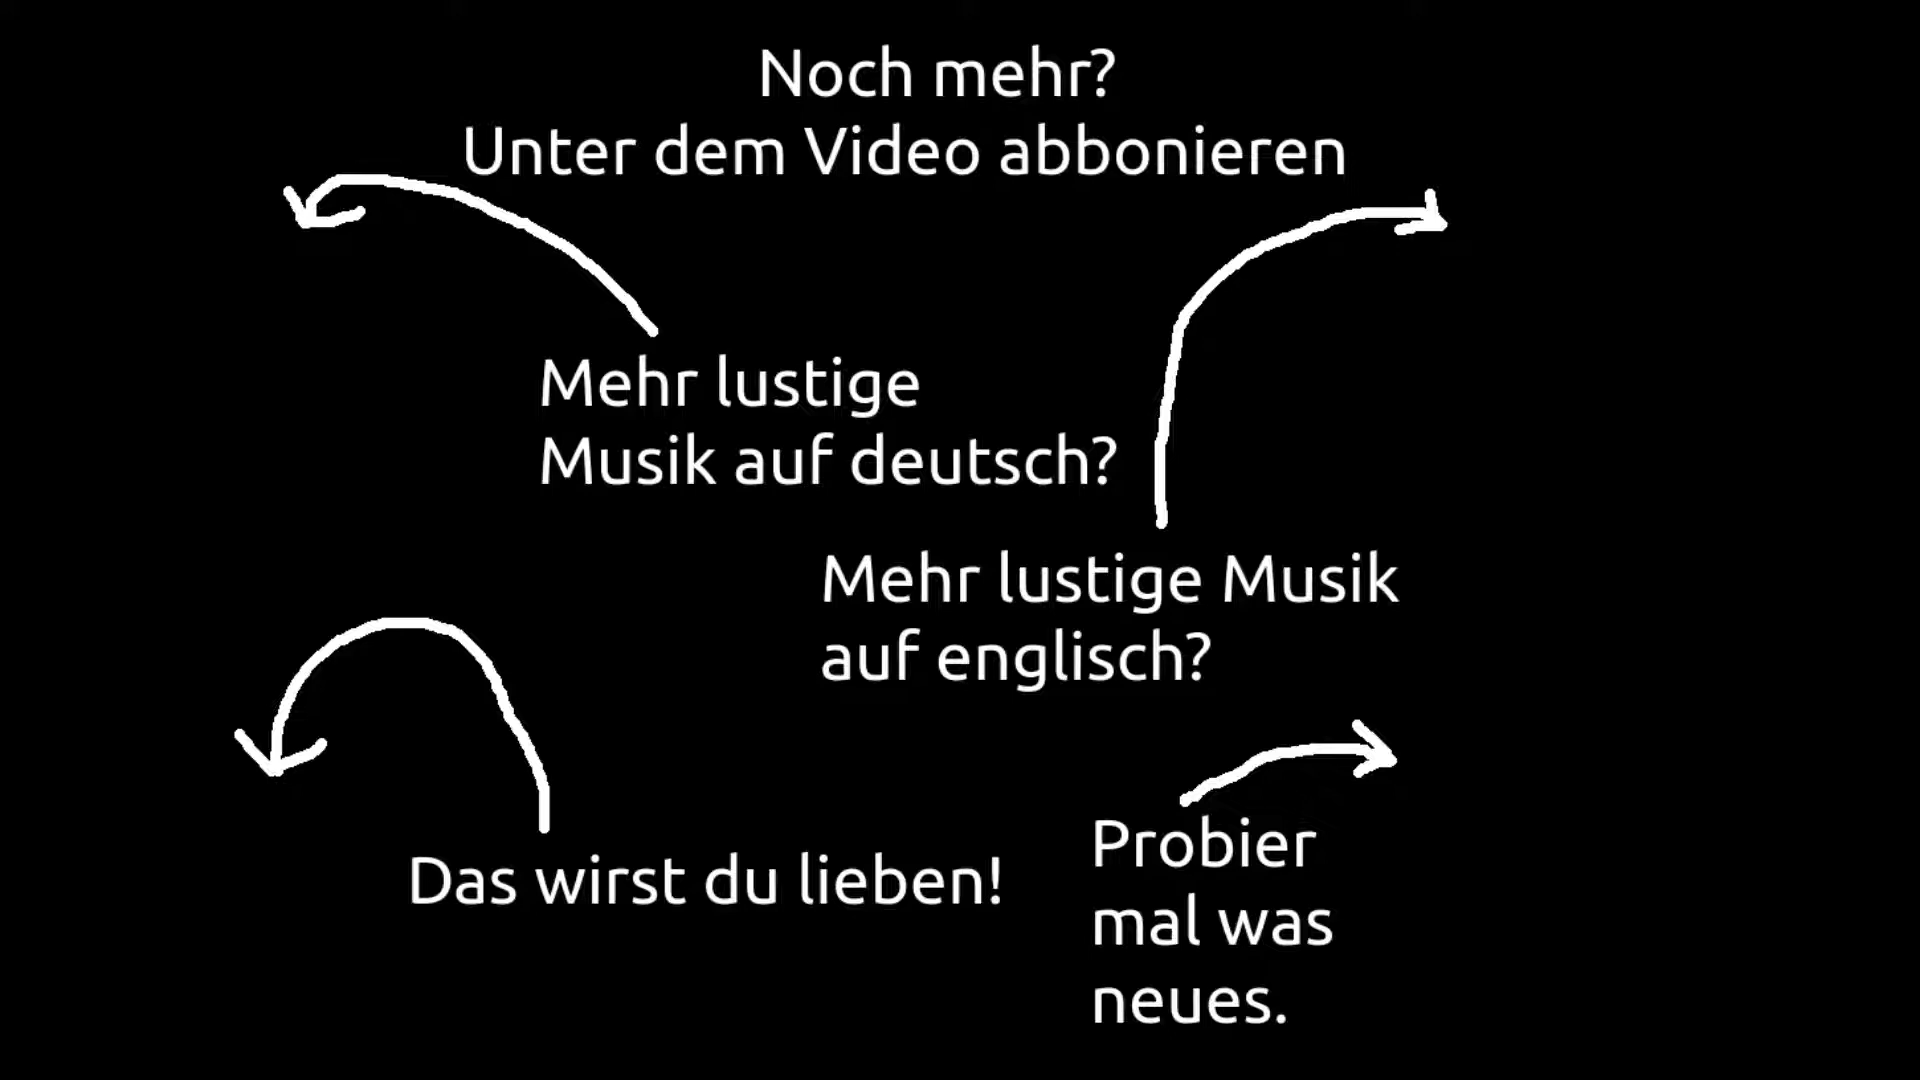 Noch mehr?
Unter dem Video abbonieren
Mehr lustige
Musik auf deutsch?
Mehr lustige Musik
auf englisch?
Das wirst du lieben!
Probier
mal was
neues.